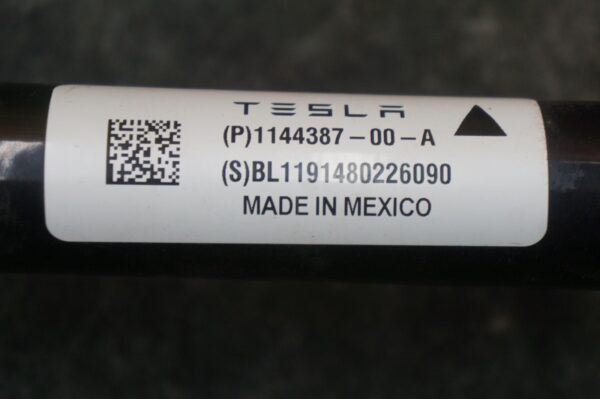 TESLA
(P)1144387-00-A
(S)BL1191480226090
MADE IN MEXICO